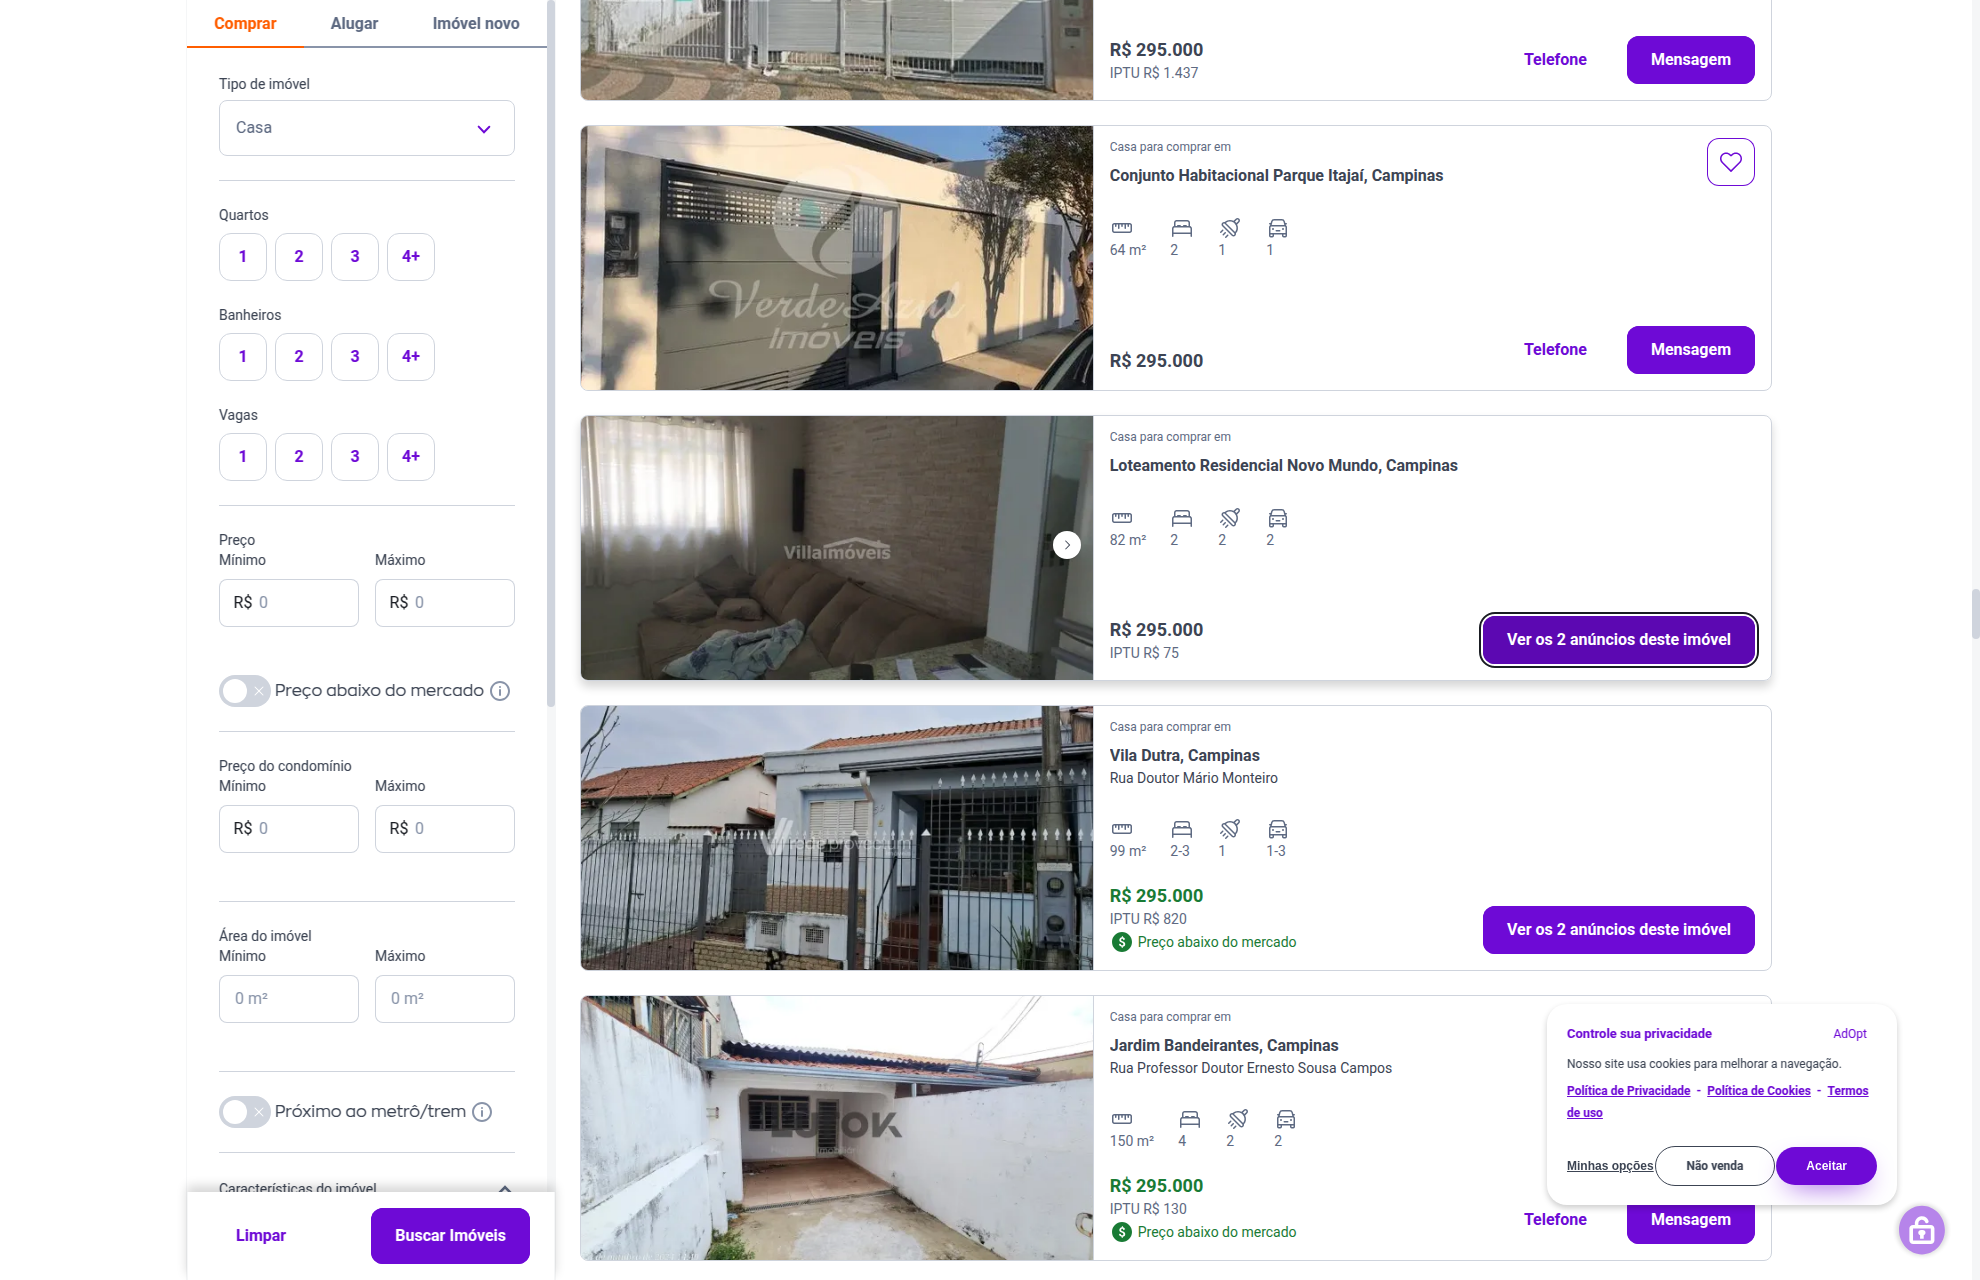 Comprar
Alugar
Imóvel novo
Tipo de imóvel
Casa
Quartos
1
2
3
4+
Banheiros
1
2
3
4+
Vagas
1
2
3
4+
Preço
Mínimo
Máximo
R$ 0
R$ 0
Preço abaixo do mercado
Preço do condomínio
Mínimo
Máximo
R$ 0
R$ 0
Área do imóvel
Mínimo
Máximo
0 m²
0 m²
Próximo ao metrô/trem
Características do imóvel
Limpar
Buscar Imóveis
R$ 295.000
IPTU R$ 1.437
Telefone
Mensagem
VerdeAzul
Imóveis
Casa para comprar em
Conjunto Habitacional Parque Itajaí, Campinas
64 m²
2
1
1
R$ 295.000
Telefone
Mensagem
Villaimóveis
Casa para comprar em
Loteamento Residencial Novo Mundo, Campinas
82 m²
2
2
2
R$ 295.000
IPTU R$ 75
Ver os 2 anúncios deste imóvel
Casa para comprar em
Vila Dutra, Campinas
Rua Doutor Mário Monteiro
99 m²
2-3
1
1-3
R$ 295.000
IPTU R$ 820
Preço abaixo do mercado
Ver os 2 anúncios deste imóvel
Casa para comprar em
Jardim Bandeirantes, Campinas
Rua Professor Doutor Ernesto Sousa Campos
150 m²
4
2
2
R$ 295.000
IPTU R$ 130
Preço abaixo do mercado
Telefone
Mensagem
Controle sua privacidade
AdOpt
Nosso site usa cookies para melhorar a navegação.
Política de Privacidade - Política de Cookies - Termos
de uso
Minhas opções
Não venda
Aceitar